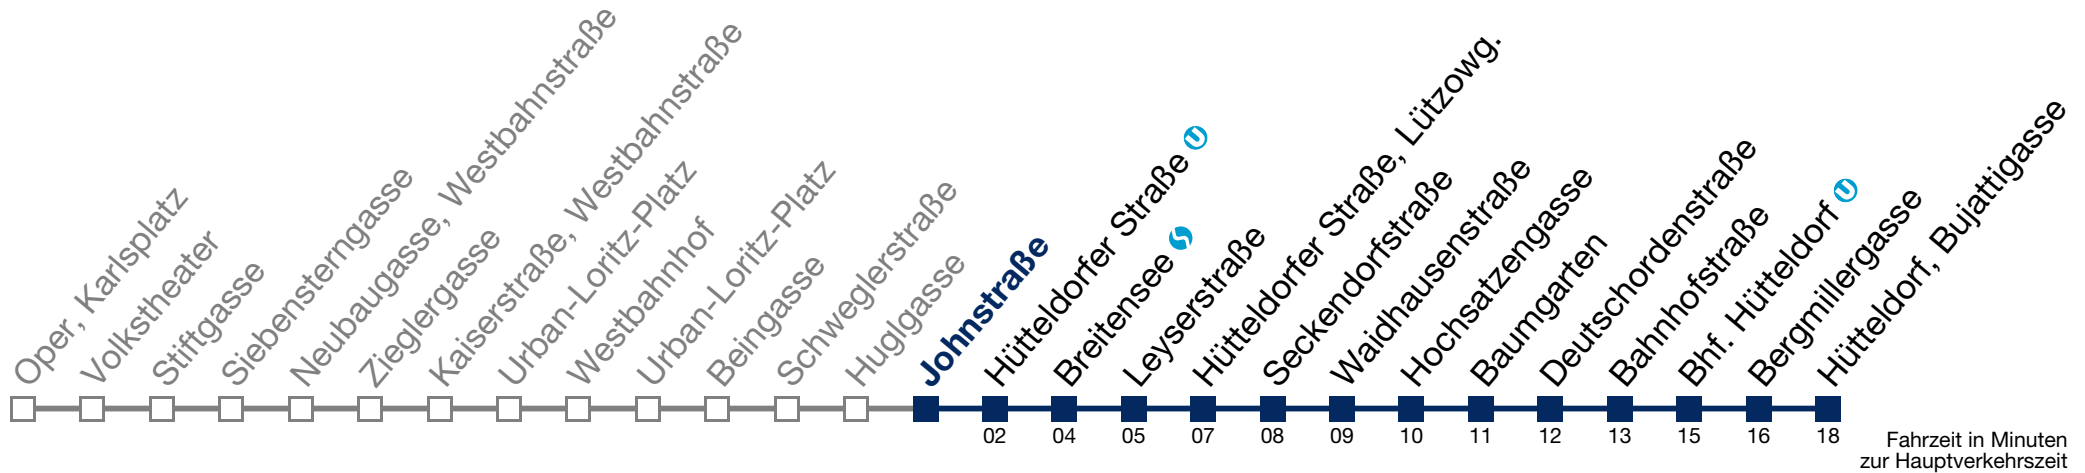 Oper, Karlsplatz
Volkstheater
Stiftgasse
Siebensterngasse
Neubaugasse, Westbahnstraße
Zieglergasse
Kaiserstraße, Westbahnstraße
Urban-Loritz-Platz
Westbahnhof
Urban-Loritz-Platz
Beingasse
Schweglerstraße
Huglgasse
Johnstraße
Hütteldorfer Straße U
Breitensee S
Leyserstraße
Hütteldorfer Straße, Lützowg.
Seckendorfstraße
Waidhausenstraße
Hochsatzengasse
Baumgarten
Deutschordenstraße
Bahnhofstraße
Bhf. Hütteldorf U
Bergmillergasse
Hütteldorf, Bujattigasse
02 04 05 07 08 09 10 11 12 13 15 16 18
Fahrzeit in Minuten
zur Hauptverkehrszeit